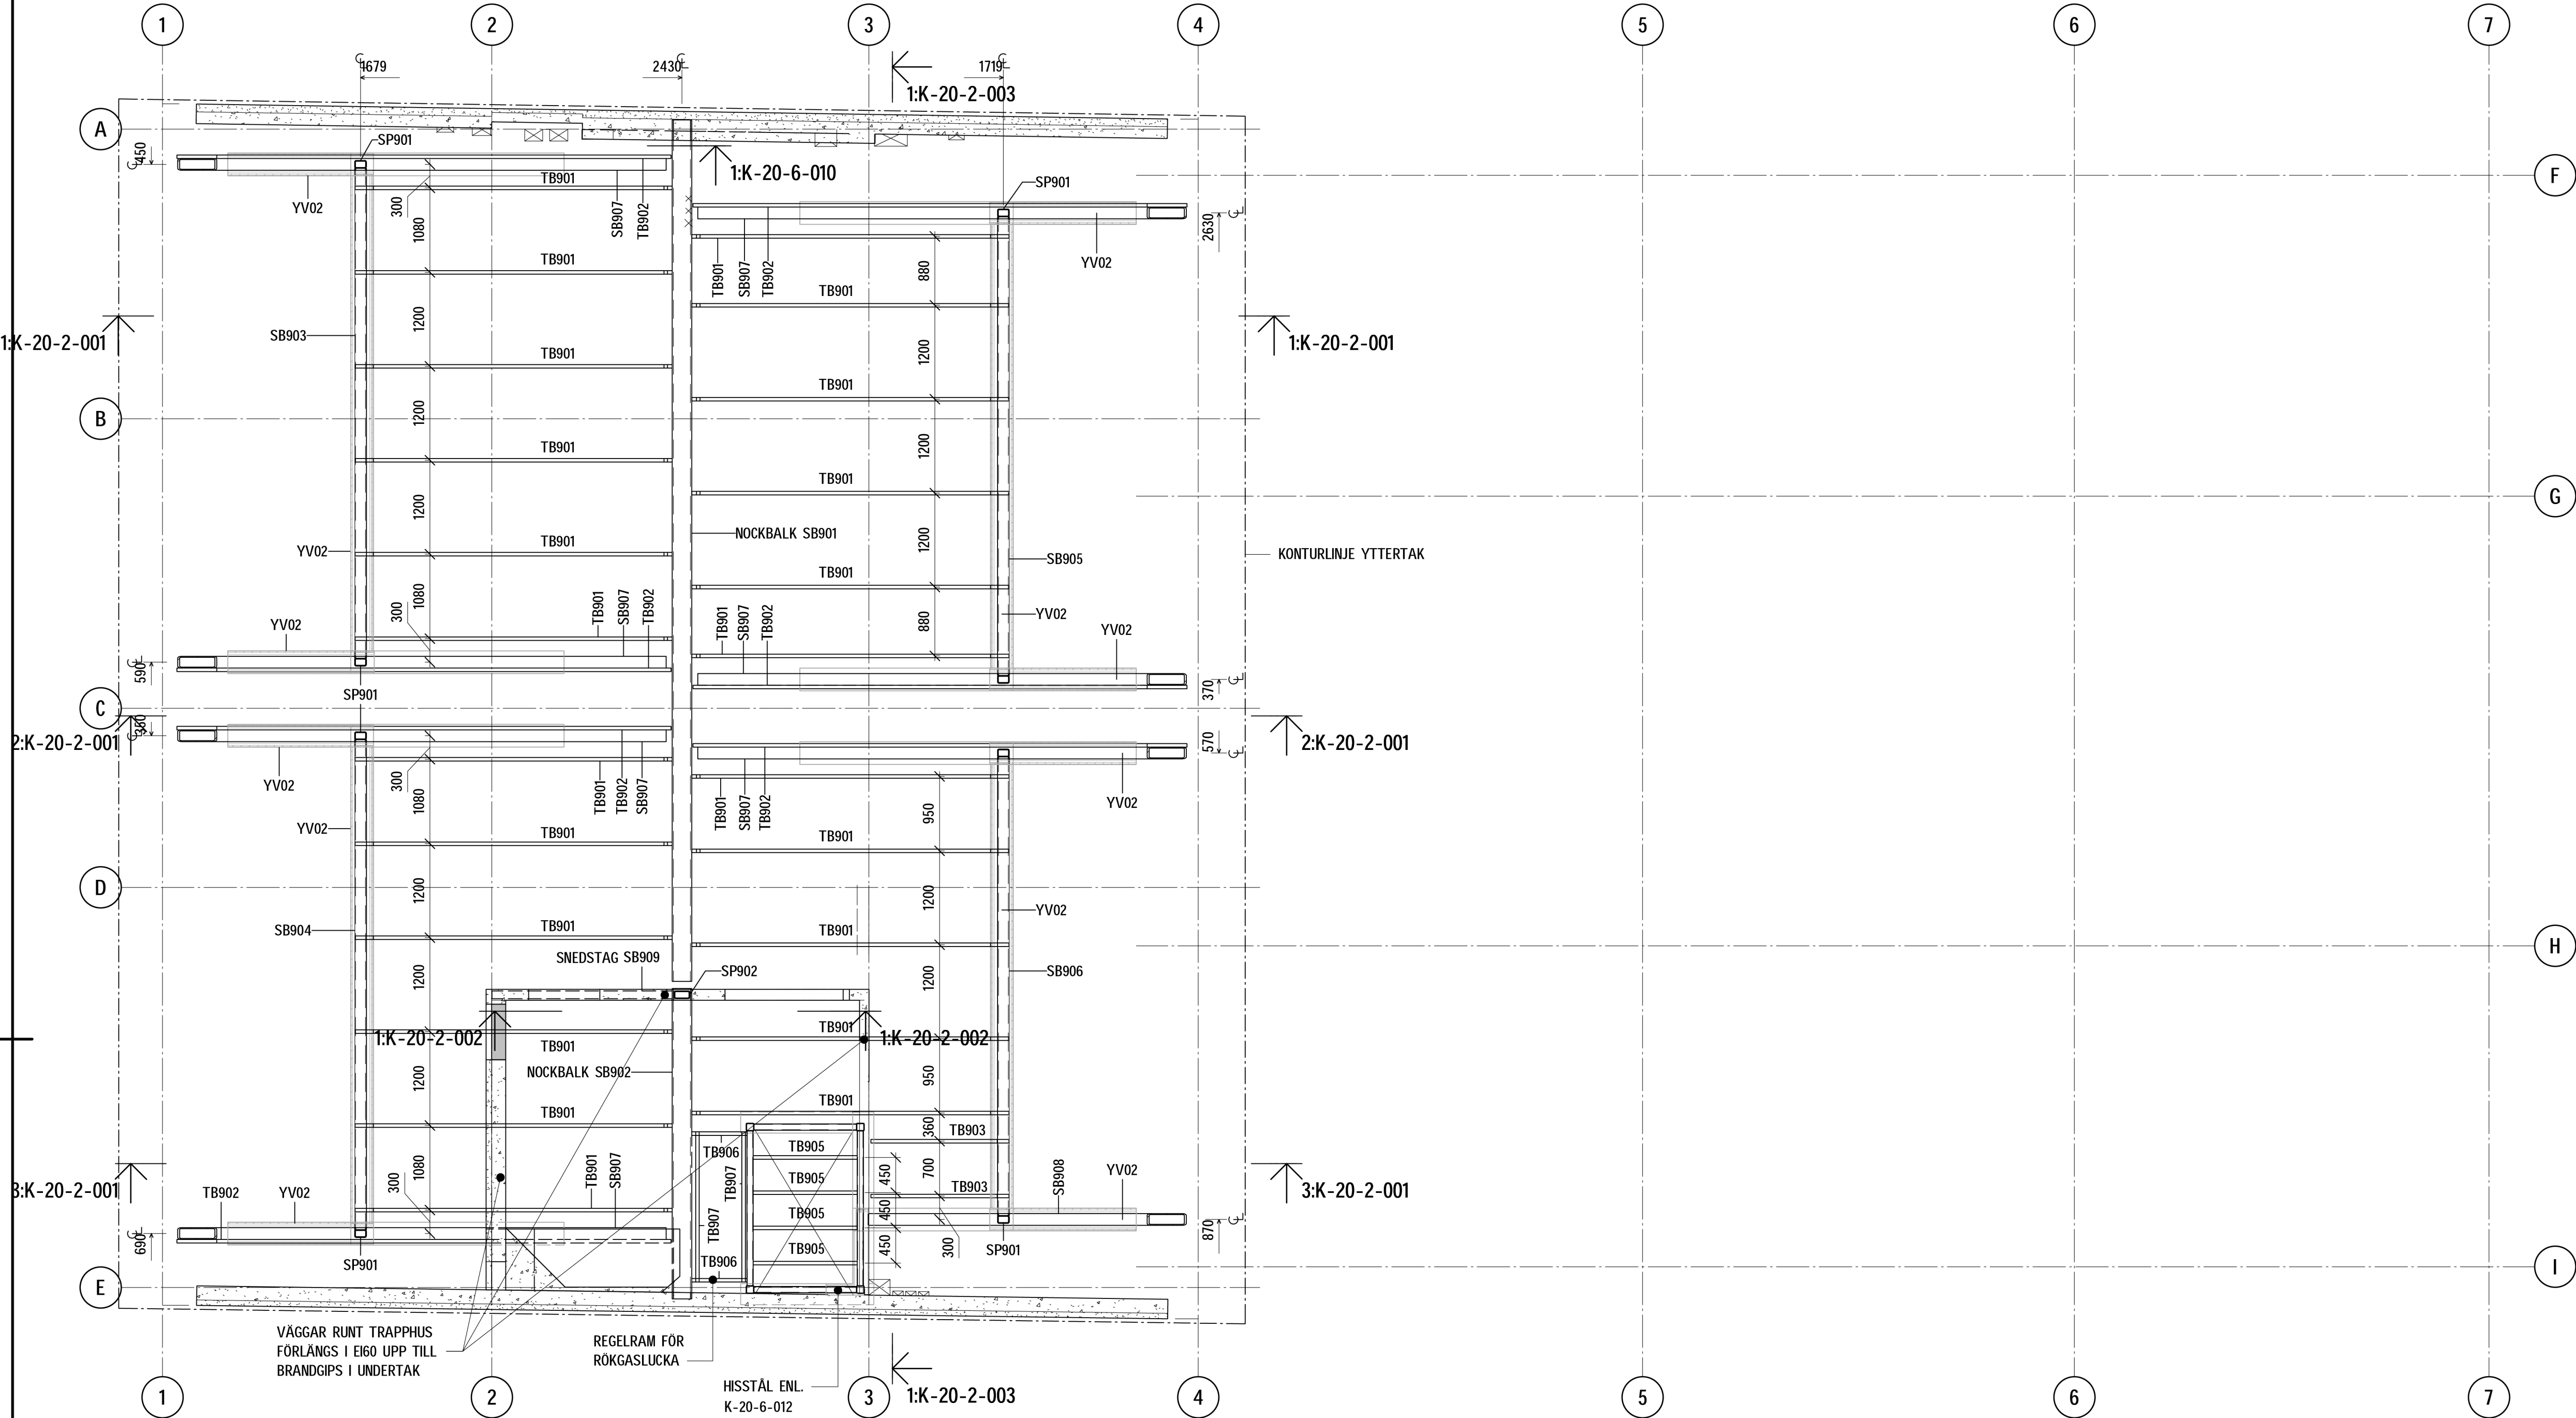 1 2 3 4 5 6 7
1679 2430 1719
1:K-20-2-003
A
450
SP901
TB901
YV02
300
1080
SB907
TB902
1:K-20-6-010
SP901
2630
F
TB901
SB907
TB902
YV02
TB901
880
TB901
1200
SB903
1:K-20-2-001
1:K-20-2-001
TB901
1200
TB901
B
1200
1200
TB901
TB901
G
1200
NOCKBALK SB901
1200
TB901
YV02
SB905
KONTURLINJE YTTERTAK
TB901
1080
300
TB901
SB907
TB902
TB901
SB907
TB902
880
YV02
YV02
YV02
590
SP901
370
C
380
2:K-20-2-001
570
2:K-20-2-001
YV02
300
1080
TB901
TB902
SB907
TB901
SB907
TB902
YV02
950
YV02
TB901
TB901
D
1200
1200
YV02
SB904
TB901
TB901
H
SNEDSTAG SB909
SP902
1200
1200
SB906
1:K-20-2-002
TB901
TB901
1:K-20-2-002
NOCKBALK SB902
1200
950
TB901
TB901
360
TB903
TB906
TB905
700
450
1080
300
TB901
SB907
TB907
TB905
TB903
SB908
YV02
3:K-20-2-001
TB902
YV02
3:K-20-2-001
TB907
TB905
450
690
870
450
300
SP901
TB905
SP901
TB906
E
I
VÄGGAR RUNT TRAPPHUS
FÖRLÄNGS I EI60 UPP TILL
BRANDGIPS I UNDERTAK
REGELRAM FÖR
RÖKGASLUCKA
HISSTÅL ENL.
K-20-6-012
1:K-20-2-003
1 2 3 4 5 6 7